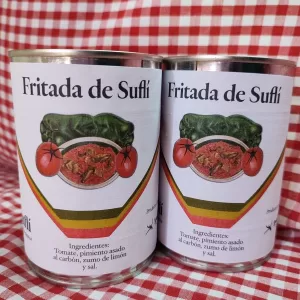 Fritada de Suflí
Ingredientes:
Tomate, pimiento asado
al carbón, zumo de limón
y sal.
Fritada de Suflí
Ingredientes:
Tomate, pimiento asado
al carbón, zumo de limón
y sal.